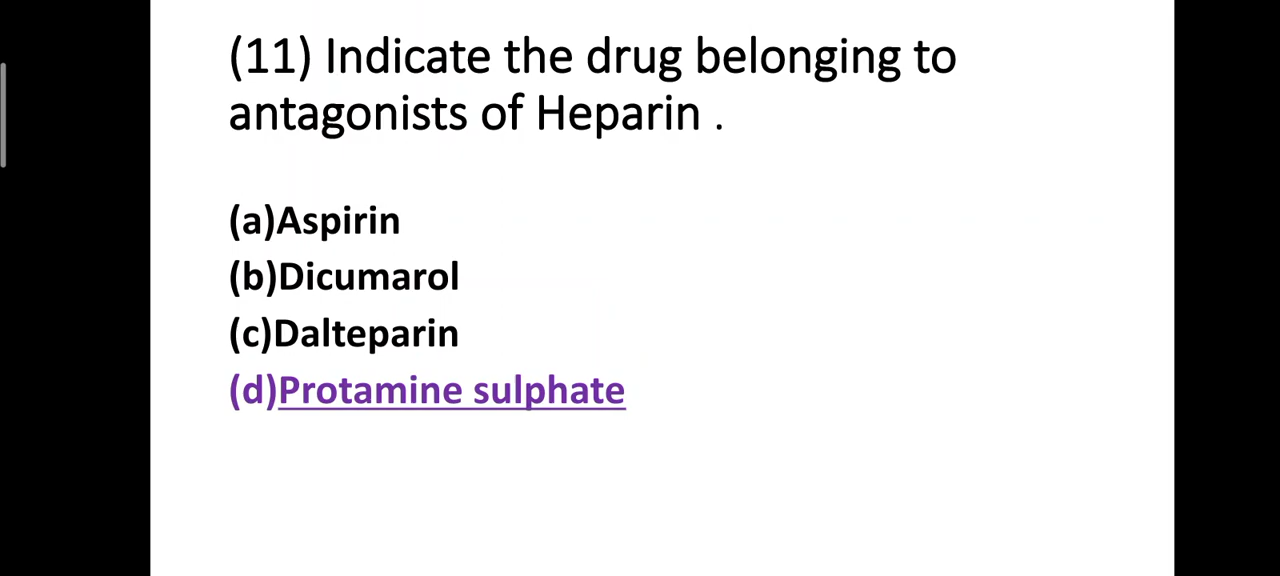 (11) Indicate the drug belonging to
antagonists of Heparin .
(a)Aspirin
(b)Dicumarol
(c)Dalteparin
(d)Protamine sulphate